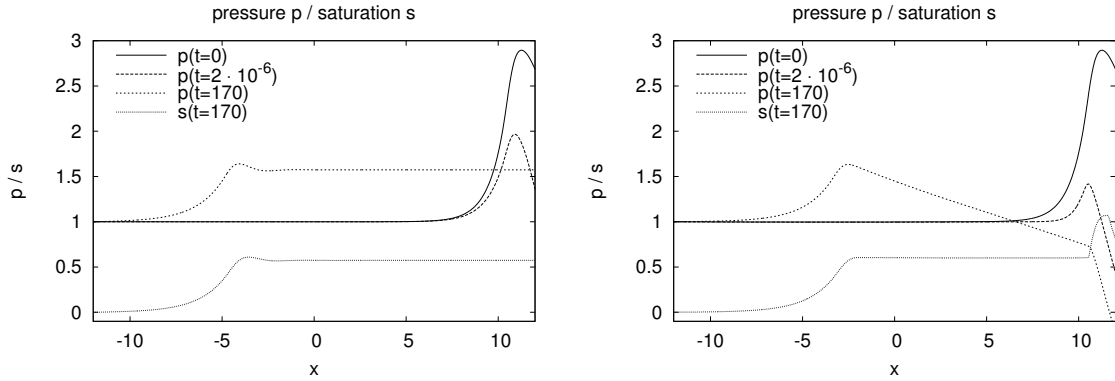 pressure p / saturation s
p / s
3
2.5
2
1.5
1
0.5
0
p(t=0)
p(t=2 · 10^-6)
p(t=170)
s(t=170)
-10 -5 0 5 10
x
pressure p / saturation s
p / s
3
2.5
2
1.5
1
0.5
0
p(t=0)
p(t=2 · 10^-6)
p(t=170)
s(t=170)
-10 -5 0 5 10
x